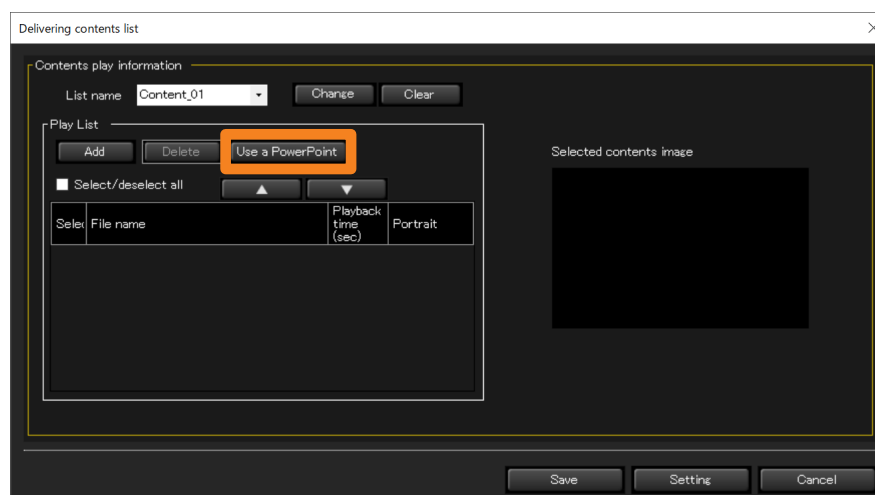 Delivering contents list
Contents play information
List name Content_01 Change Clear
Play List
Add Delete Use a PowerPoint
Selected contents image
Select/deselect all ▲ ▼
Selec File name Playback time (sec) Portrait
Save Setting Cancel